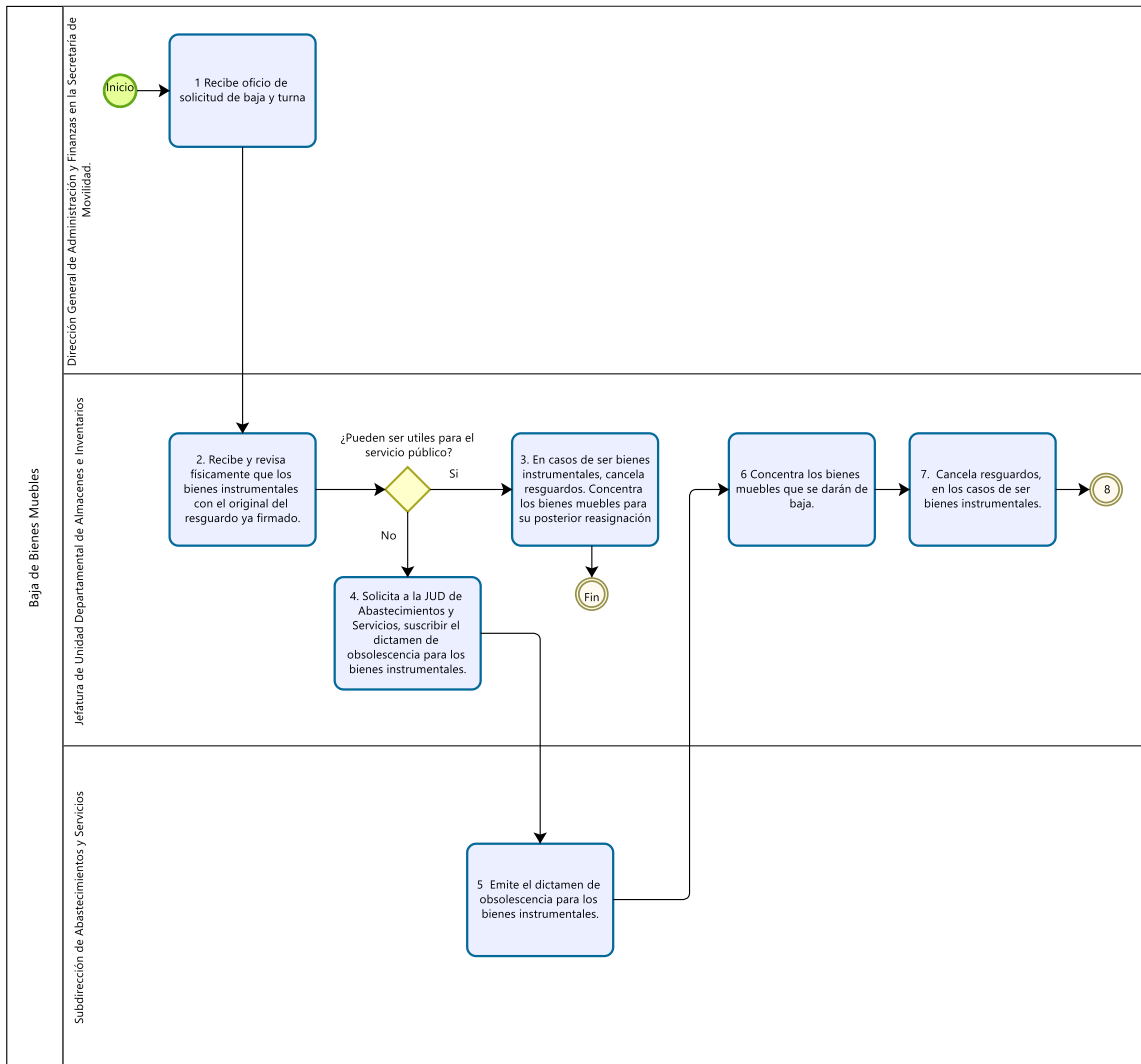 Baja de Bienes Muebles
Dirección General de Administración y Finanzas en la Secretaría de
Movilidad.
Inicio
1 Recibe oficio de
solicitud de baja y turna
Jefatura de Unidad Departamental de Almacenes e Inventarios
2. Recibe y revisa
físicamente que los
bienes instrumentales
con el original del
resguardo ya firmado.
¿Pueden ser utiles para el
servicio público?
Si
No
3. En casos de ser bienes
instrumentales, cancela
resguardos. Concentra
los bienes muebles para
su posterior reasignación
Fin
4. Solicita a la JUD de
Abastecimientos y
Servicios, suscribir el
dictamen de
obsolescencia para los
bienes instrumentales.
6 Concentra los bienes
muebles que se darán de
baja.
7. Cancela resguardos,
en los casos de ser
bienes instrumentales.
8
Subdirección de Abastecimientos y Servicios
5 Emite el dictamen de
obsolescencia para los
bienes instrumentales.